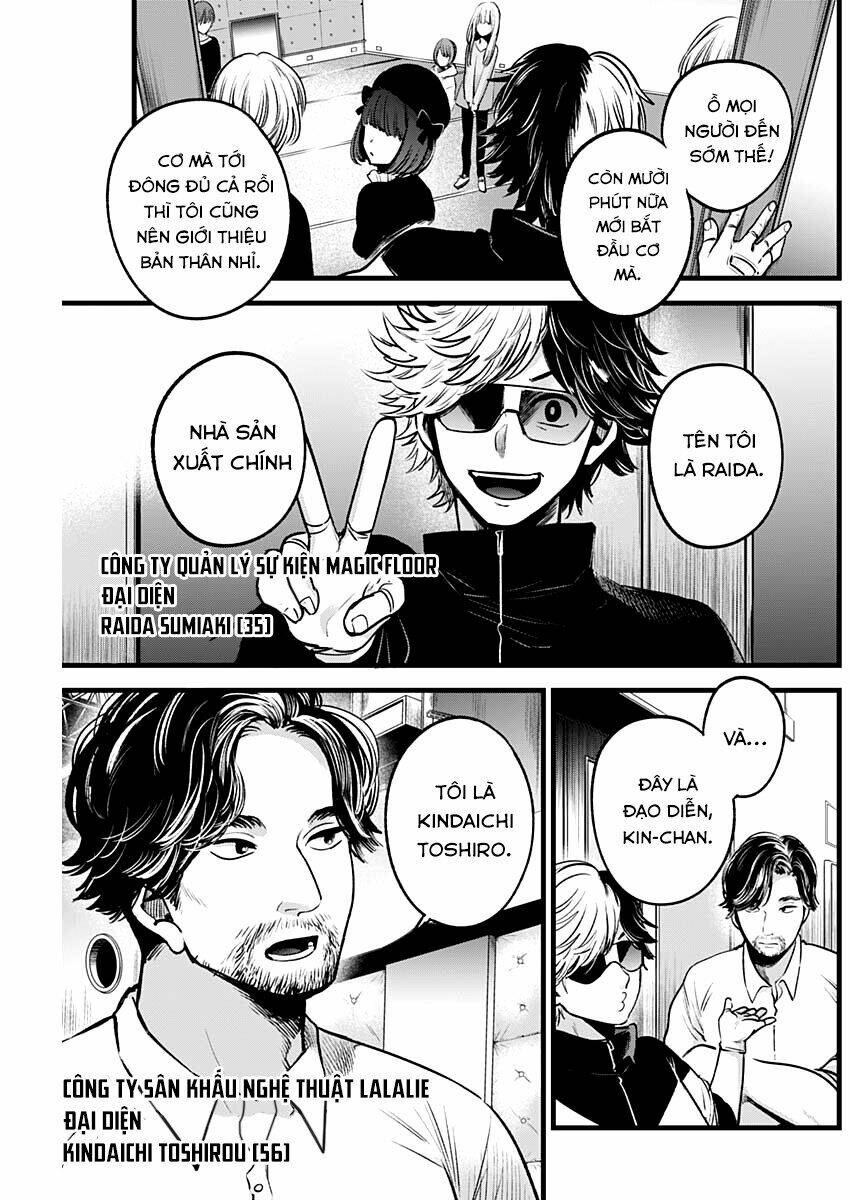 Ồ MỌI
NGƯỜI ĐẾN
SỚM THẾ!
CÒN MƯỜI
PHÚT NỮA
MỚI BẮT
ĐẦU CƠ
MÀ.
CƠ MÀ TỚI
ĐÔNG ĐỦ CẢ RỒI
THÌ TÔI CŨNG
NÊN GIỚI THIỆU
BẢN THÂN NHỈ.
TÊN TÔI
LÀ RAIDA.
NHÀ SẢN
XUẤT CHÍNH
CÔNG TY QUẢN LÝ SỰ KIỆN MAGIC FLOOR
ĐẠI DIỆN
RAIDA SUMIAKI (35)
VÀ...
ĐÂY LÀ
ĐẠO DIỄN,
KIN-CHAN.
TÔI LÀ
KINDAICHI
TOSHIRO.
CÔNG TY SÂN KHẤU NGHỆ THUẬT LALALIE
ĐẠI DIỆN
KINDAICHI TOSHIROU (56)